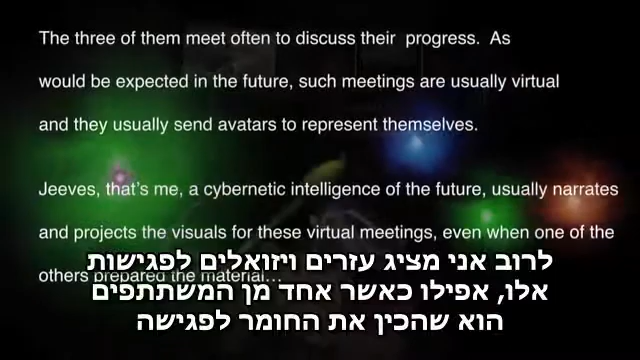 The three of them meet often to discuss their progress. As
would be expected in the future, such meetings are usually virtual
and they usually send avatars to represent themselves.
Jeeves, that's me, a cybernetic intelligence of the future, usually narrates
and projects the visuals for these virtual meetings, even when one of the
others prepared the material...
לרוב אני מציג עזרים ויזואלים לפגישות
אלו, אפילו כאשר אחד מן המשתתפים
הוא שהכין את החומר לפגישה